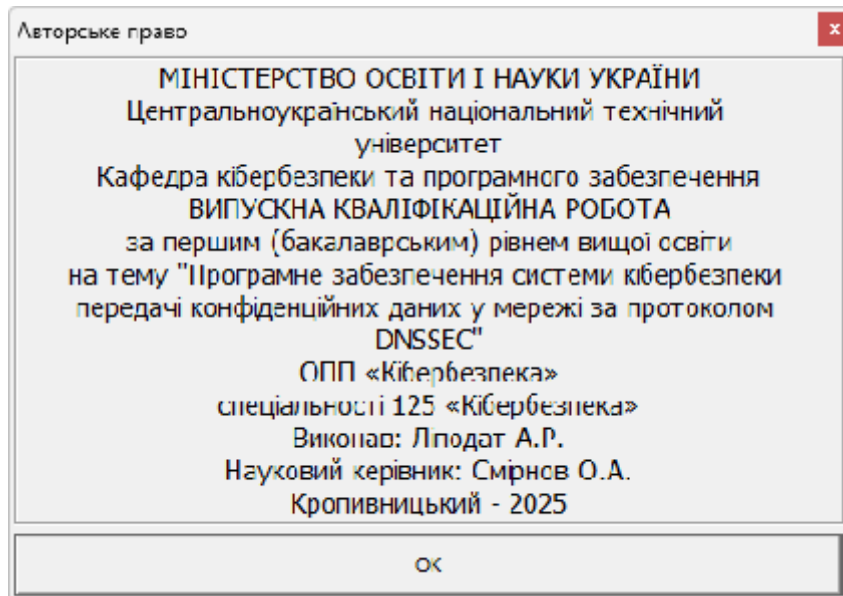 Авторське право
x
МІНІСТЕРСТВО ОСВІТИ І НАУКИ УКРАЇНИ
Центральноукраїнський національний технічний
університет
Кафедра кібербезпеки та програмного забезпечення
ВИПУСКНА КВАЛІФІКАЦІЙНА РОБОТА
за першим (бакалаврським) рівнем вищої освіти
на тему "Програмне забезпечення системи кібербезпеки
передачі конфіденційних даних у мережі за протоколом
DNSSEC"
ОПП «Кібербезпека»
спеціальності 125 «Кібербезпека»
Виконав: Ліподат А.Р.
Науковий керівник: Смірнов О.А.
Кропивницький - 2025
OK